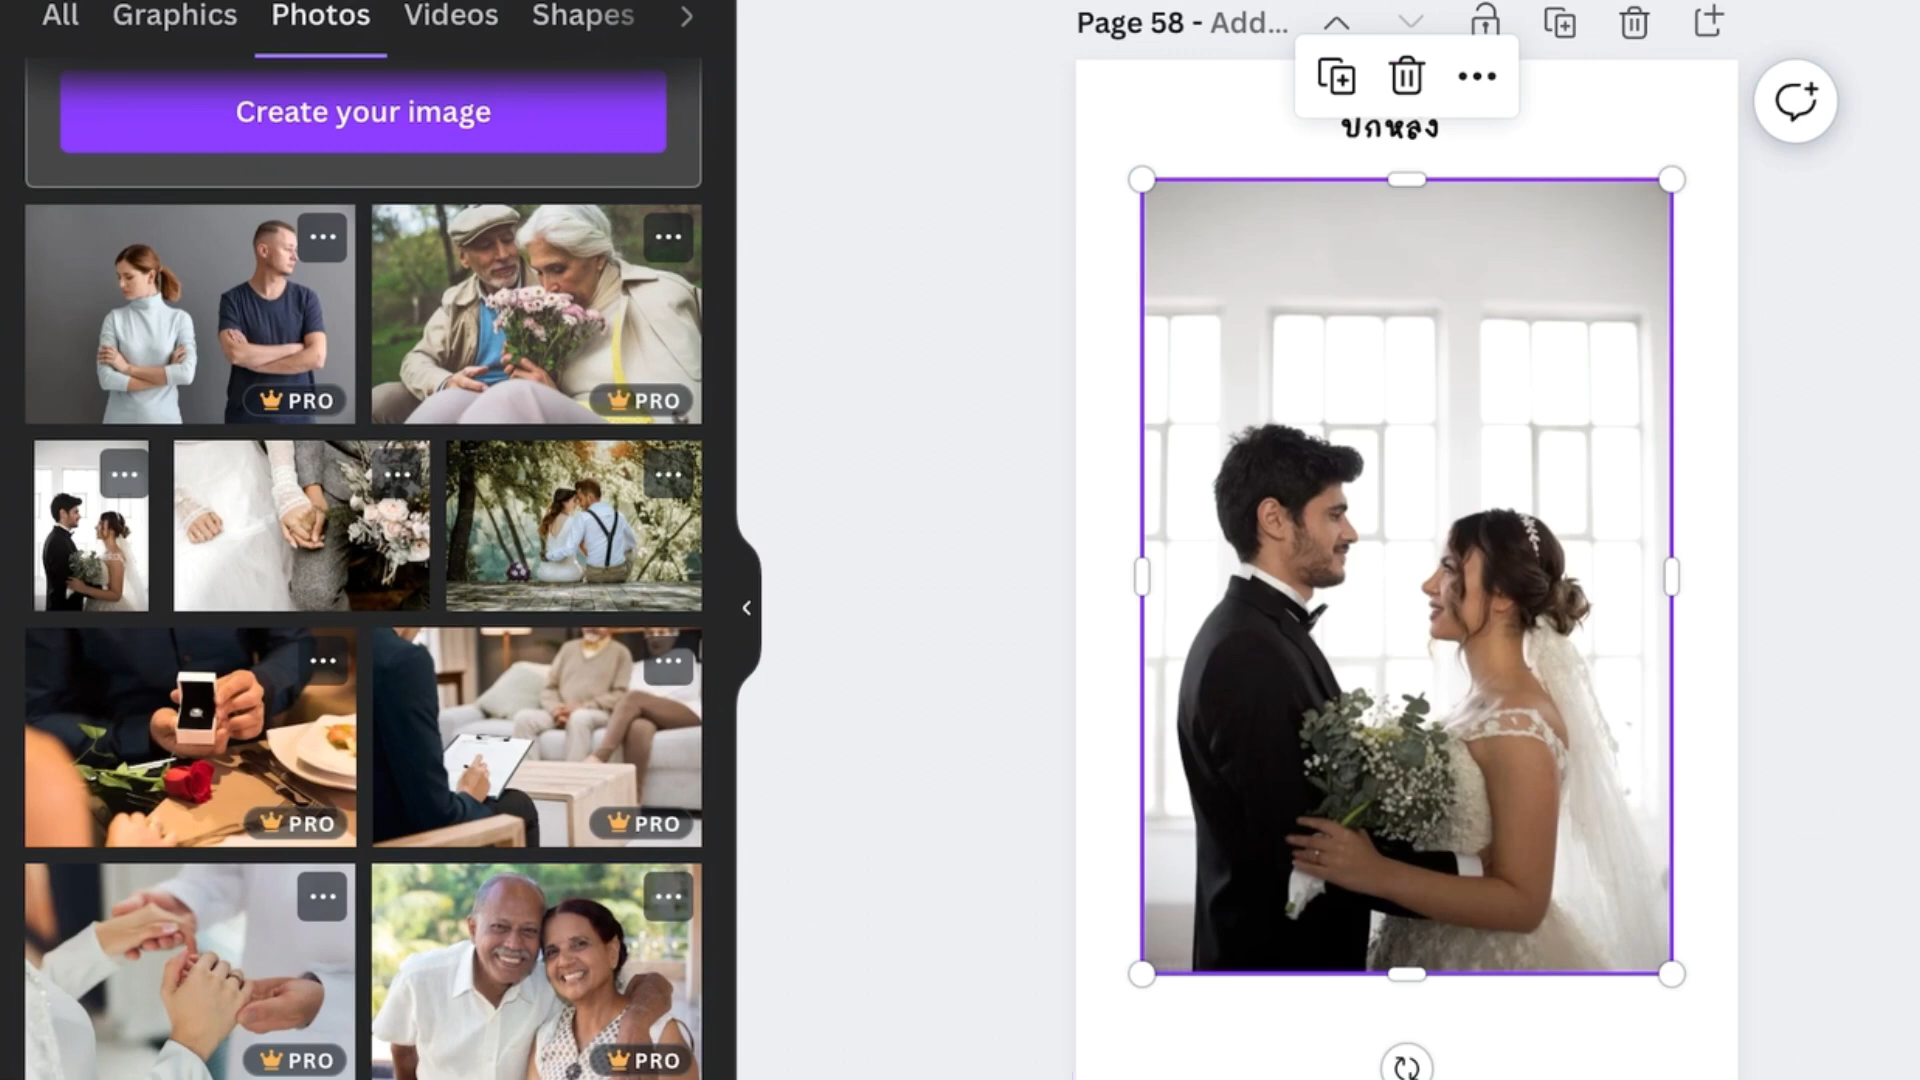 All Graphics Photos Videos Shapes
Page 58 - Add...
Create your image
ปกหลง
PRO
PRO
PRO
PRO
PRO
PRO